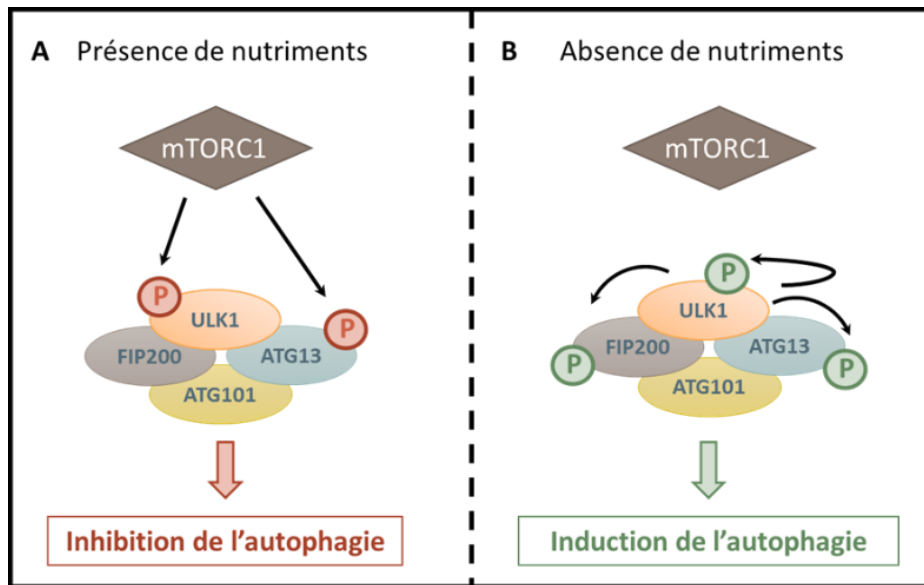 A Présence de nutriments
mTORC1
P
P
ULK1
FIP200
ATG13
ATG101
Inhibition de l’autophagie
B Absence de nutriments
mTORC1
P
ULK1
FIP200
ATG13
P
P
ATG101
Induction de l’autophagie